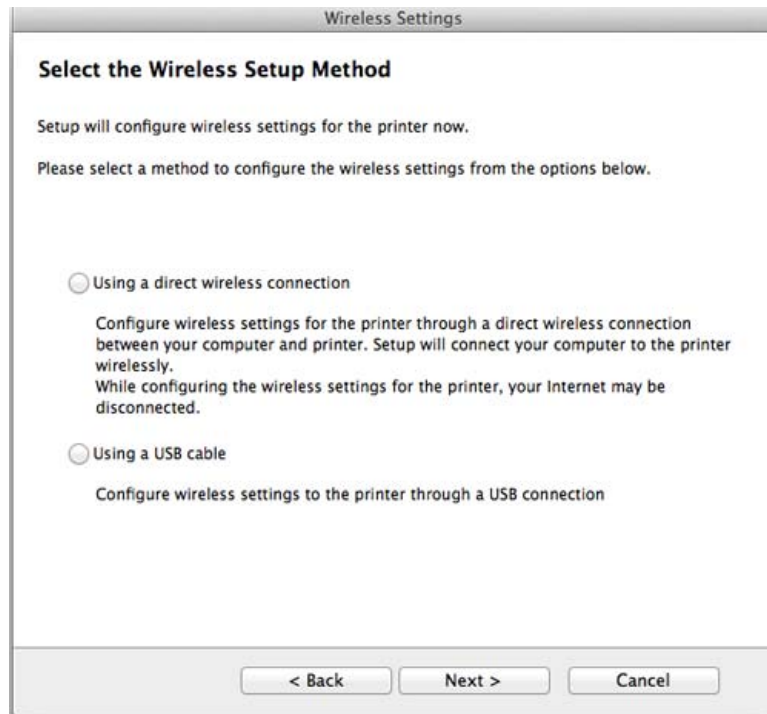 Wireless Settings
Select the Wireless Setup Method
Setup will configure wireless settings for the printer now.
Please select a method to configure the wireless settings from the options below.
Using a direct wireless connection
Configure wireless settings for the printer through a direct wireless connection
between your computer and printer. Setup will connect your computer to the printer
wirelessly.
While configuring the wireless settings for the printer, your Internet may be
disconnected.
Using a USB cable
Configure wireless settings to the printer through a USB connection
< Back Next > Cancel